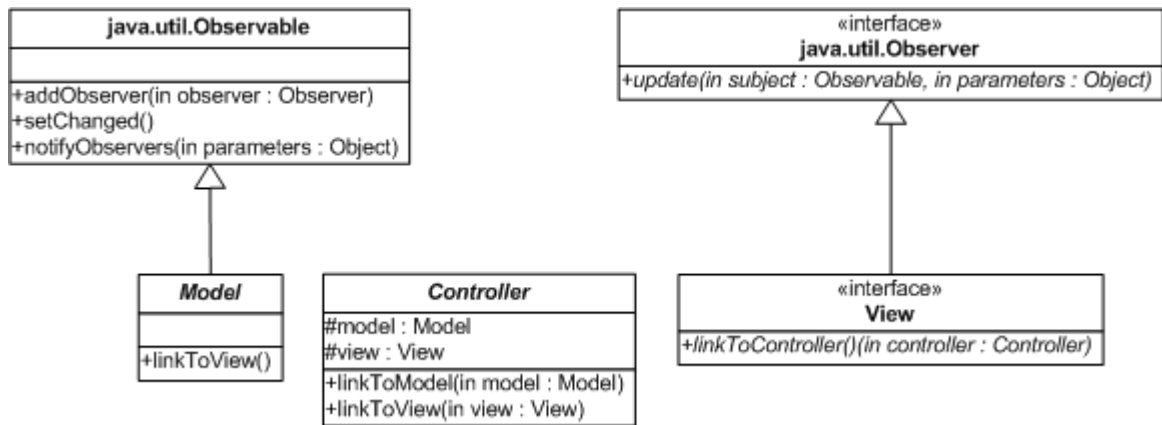 java.util.Observable
+addObserver(in observer : Observer)
+setChanged()
+notifyObservers(in parameters : Object)
«interface»
java.util.Observer
+update(in subject : Observable, in parameters : Object)
Model
+linkToView()
Controller
#model : Model
#view : View
+linkToModel(in model : Model)
+linkToView(in view : View)
«interface»
View
+linkToController()(in controller : Controller)